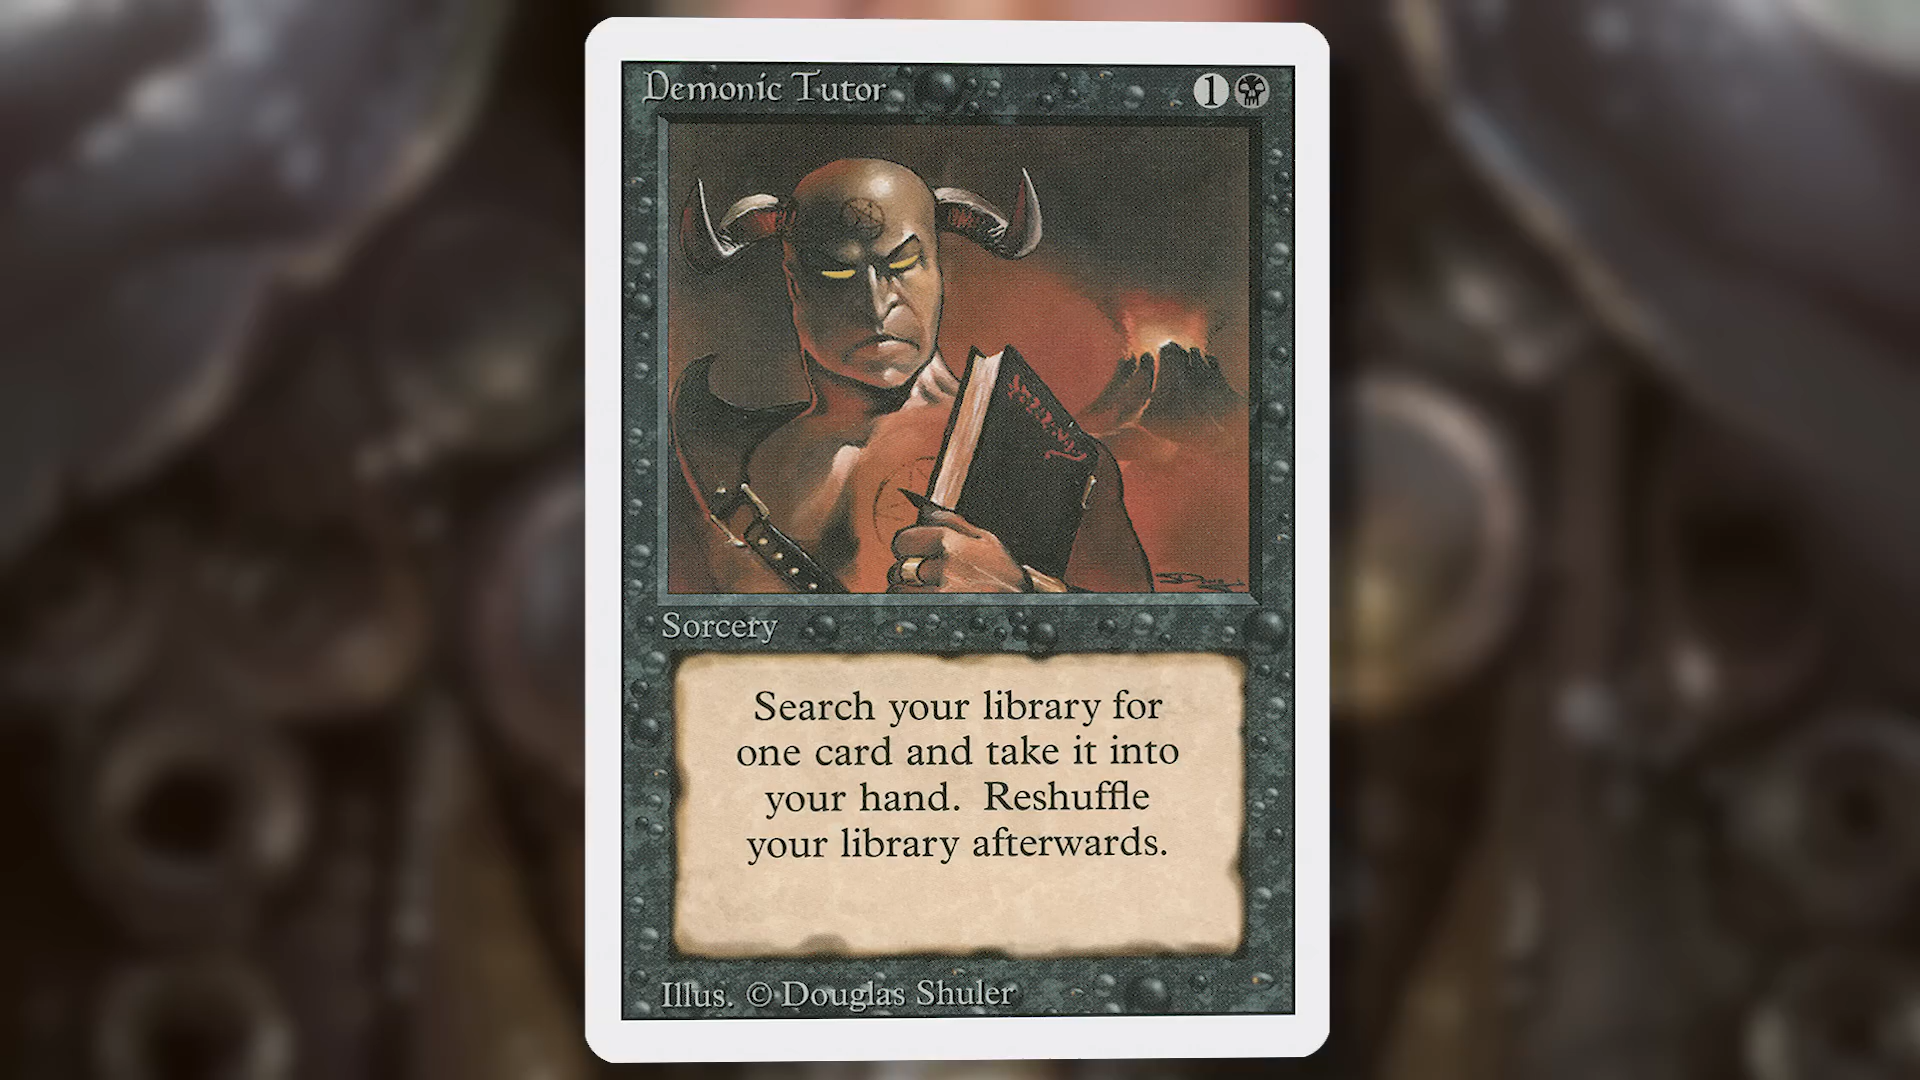 Demonic Tutor 1
Sorcery
Search your library for
one card and take it into
your hand. Reshuffle
your library afterwards.
Illus. © Douglas Shuler